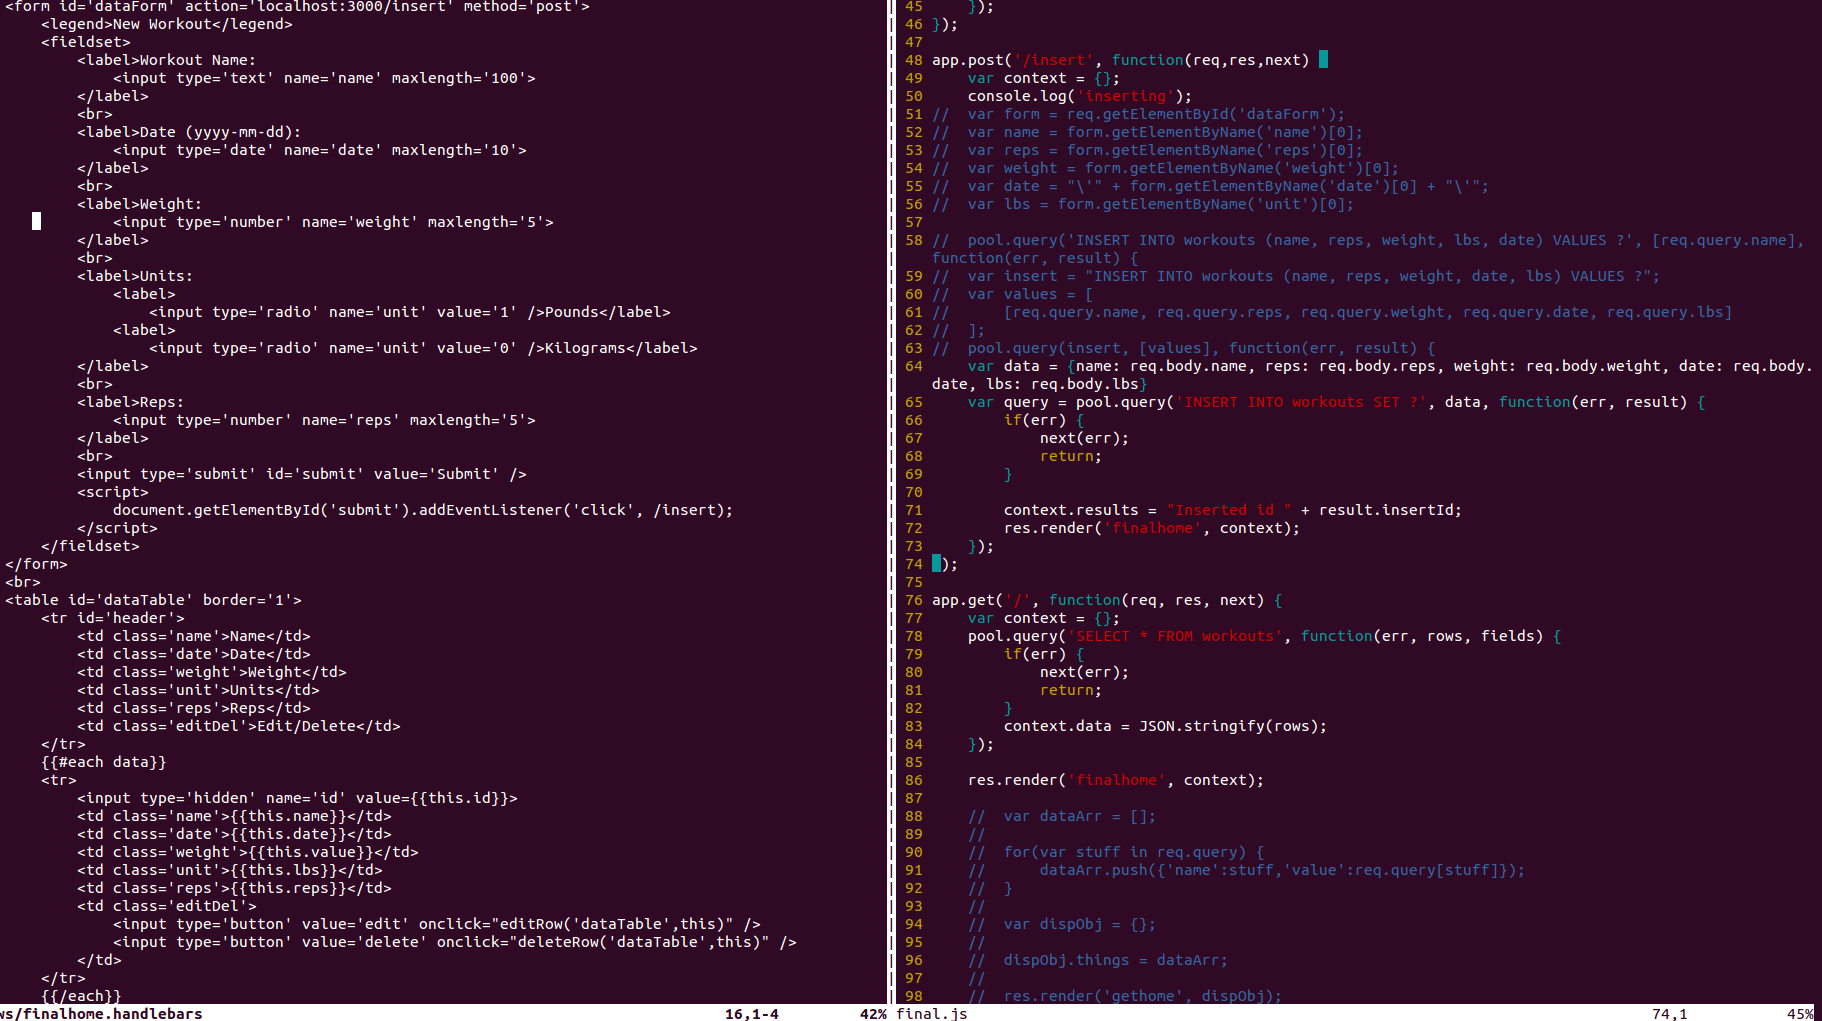 <form id='dataForm' action='localhost:3000/insert' method='post'>
    <legend>New Workout</legend>
    <fieldset>
        <label>Workout Name:
            <input type='text' name='name' maxlength='100'>
        </label>
        <br>
        <label>Date (yyyy-mm-dd):
            <input type='date' name='date' maxlength='10'>
        </label>
        <br>
        <label>Weight:
            <input type='number' name='weight' maxlength='5'>
        </label>
        <br>
        <label>Units:
            <label>
                <input type='radio' name='unit' value='1' />Pounds</label>
            <label>
                <input type='radio' name='unit' value='0' />Kilograms</label>
        </label>
        <br>
        <label>Reps:
            <input type='number' name='reps' maxlength='5'>
        </label>
        <br>
        <input type='submit' id='submit' value='Submit' />
        <script>
            document.getElementById('submit').addEventListener('click', /insert);
        </script>
    </fieldset>
</form>
<br>
<table id='dataTable' border='1'>
    <tr id='header'>
        <td class='name'>Name</td>
        <td class='date'>Date</td>
        <td class='weight'>Weight</td>
        <td class='unit'>Units</td>
        <td class='reps'>Reps</td>
        <td class='editDel'>Edit/Delete</td>
    </tr>
    {{#each data}}
    <tr>
        <input type='hidden' name='id' value={{this.id}}>
        <td class='name'>{{this.name}}</td>
        <td class='date'>{{this.date}}</td>
        <td class='weight'>{{this.value}}</td>
        <td class='unit'>{{this.lbs}}</td>
        <td class='reps'>{{this.reps}}</td>
        <td class='editDel'>
            <input type='button' value='edit' onclick="editRow('dataTable',this)" />
            <input type='button' value='delete' onclick="deleteRow('dataTable',this)" />
        </td>
    </tr>
    {{/each}}
ws/finalhome.handlebars 16,1-4 42%
45     });
46 });
47
48 app.post('/insert', function(req,res,next) 
49     var context = {};
50     console.log('inserting');
51 //  var form = req.getElementById('dataForm');
52 //  var name = form.getElementByName('name')[0];
53 //  var reps = form.getElementByName('reps')[0];
54 //  var weight = form.getElementByName('weight')[0];
55 //  var date = "\'" + form.getElementByName('date')[0] + "\'";
56 //  var lbs = form.getElementByName('unit')[0];
57
58 //  pool.query('INSERT INTO workouts (name, reps, weight, lbs, date) VALUES ?', [req.query.name],
function(err, result) {
59 //  var insert = "INSERT INTO workouts (name, reps, weight, date, lbs) VALUES ?";
60 //  var values = [
61 //      [req.query.name, req.query.reps, req.query.weight, req.query.date, req.query.lbs]
62 //  ];
63 //  pool.query(insert, [values], function(err, result) {
64     var data = {name: req.body.name, reps: req.body.reps, weight: req.body.weight, date: req.body.
date, lbs: req.body.lbs}
65     var query = pool.query('INSERT INTO workouts SET ?', data, function(err, result) {
66         if(err) {
67             next(err);
68             return;
69         }
70
71         context.results = "Inserted id " + result.insertId;
72         res.render('finalhome', context);
73     });
74 );
75
76 app.get('/', function(req, res, next) {
77     var context = {};
78     pool.query('SELECT * FROM workouts', function(err, rows, fields) {
79         if(err) {
80             next(err);
81             return;
82         }
83         context.data = JSON.stringify(rows);
84     });
85
86     res.render('finalhome', context);
87
88     //  var dataArr = [];
89     //
90     //  for(var stuff in req.query) {
91     //      dataArr.push({'name':stuff,'value':req.query[stuff]});
92     //  }
93     //
94     //  var dispObj = {};
95     //
96     //  dispObj.things = dataArr;
97     //
98     //  res.render('gethome', dispObj);
final.js 74,1 45%